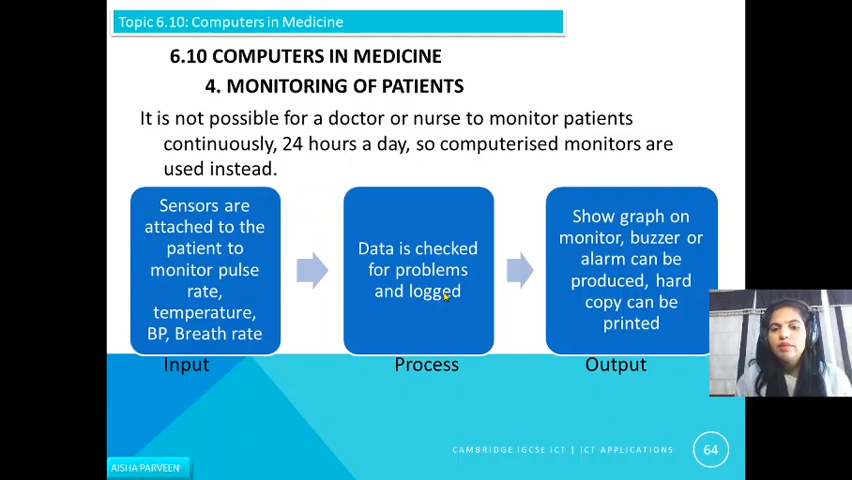 Topic 6.10: Computers in Medicine
6.10 COMPUTERS IN MEDICINE
4. MONITORING OF PATIENTS
It is not possible for a doctor or nurse to monitor patients
continuously, 24 hours a day, so computerised monitors are
used instead.
Sensors are
attached to the
patient to
monitor pulse
rate,
temperature,
BP, Breath rate
Input
Data is checked
for problems
and logged
Process
Show graph on
monitor, buzzer or
alarm can be
produced, hard
copy can be
printed
Output
CAMBRIDGE IGCSE ICT | ICT APPLICATIONS
64
AISHA PARVEEN